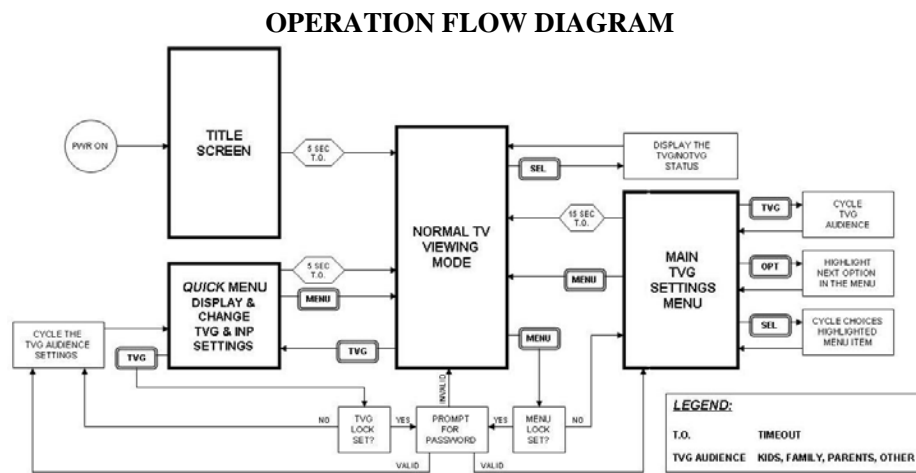 OPERATION FLOW DIAGRAM
PWR ON
TITLE
SCREEN
5 SEC
T.O.
NORMAL TV
VIEWING
MODE
SEL
DISPLAY THE
TVG/NOTVG
STATUS
15 SEC
T.O.
MENU
MAIN
TVG
SETTINGS
MENU
TVG
CYCLE
TVG
AUDIENCE
OPT
HIGHLIGHT
NEXT OPTION
IN THE MENU
SEL
CYCLE CHOICES
HIGHLIGHTED
MENU ITEM
QUICK MENU
DISPLAY &
CHANGE
TVG & INP
SETTINGS
5 SEC
T.O.
MENU
TVG
CYCLE THE
TVG AUDIENCE
SETTINGS
TVG
MENU
NO
TVG
LOCK
SET?
YES
PROMPT
FOR
PASSWORD
INVALID
YES
MENU
LOCK
SET?
NO
VALID
VALID
LEGEND:
T.O. TIMEOUT
TVG AUDIENCE KIDS, FAMILY, PARENTS, OTHER